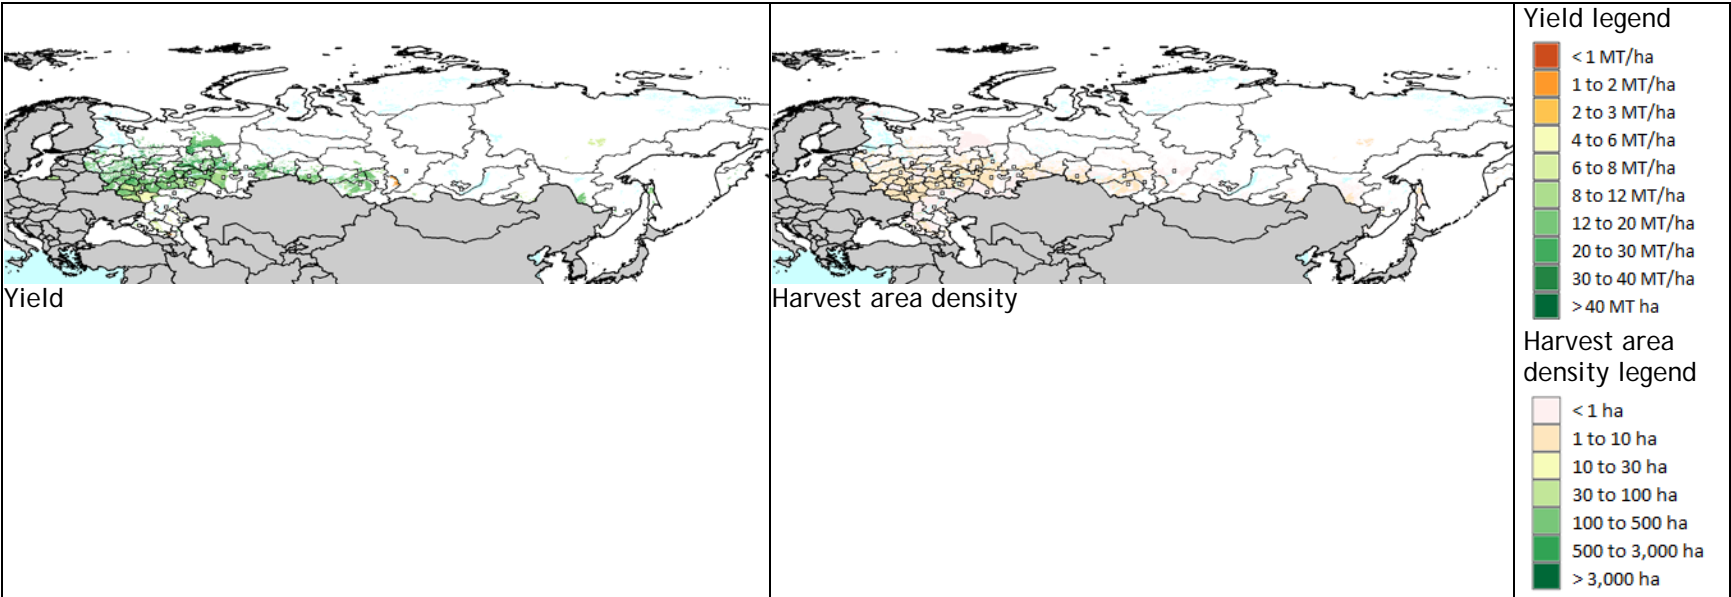 Yield
Harvest area density
Yield legend
< 1 MT/ha
1 to 2 MT/ha
2 to 3 MT/ha
4 to 6 MT/ha
6 to 8 MT/ha
8 to 12 MT/ha
12 to 20 MT/ha
20 to 30 MT/ha
30 to 40 MT/ha
> 40 MT ha
Harvest area
density legend
< 1 ha
1 to 10 ha
10 to 30 ha
30 to 100 ha
100 to 500 ha
500 to 3,000 ha
> 3,000 ha